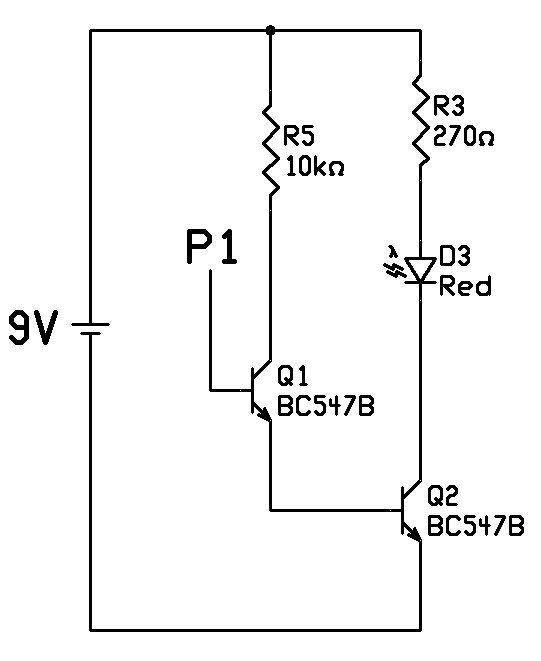 R3
270Ω
R5
10kΩ
P1
λ
D3
Red
9V
Q1
BC547B
Q2
BC547B